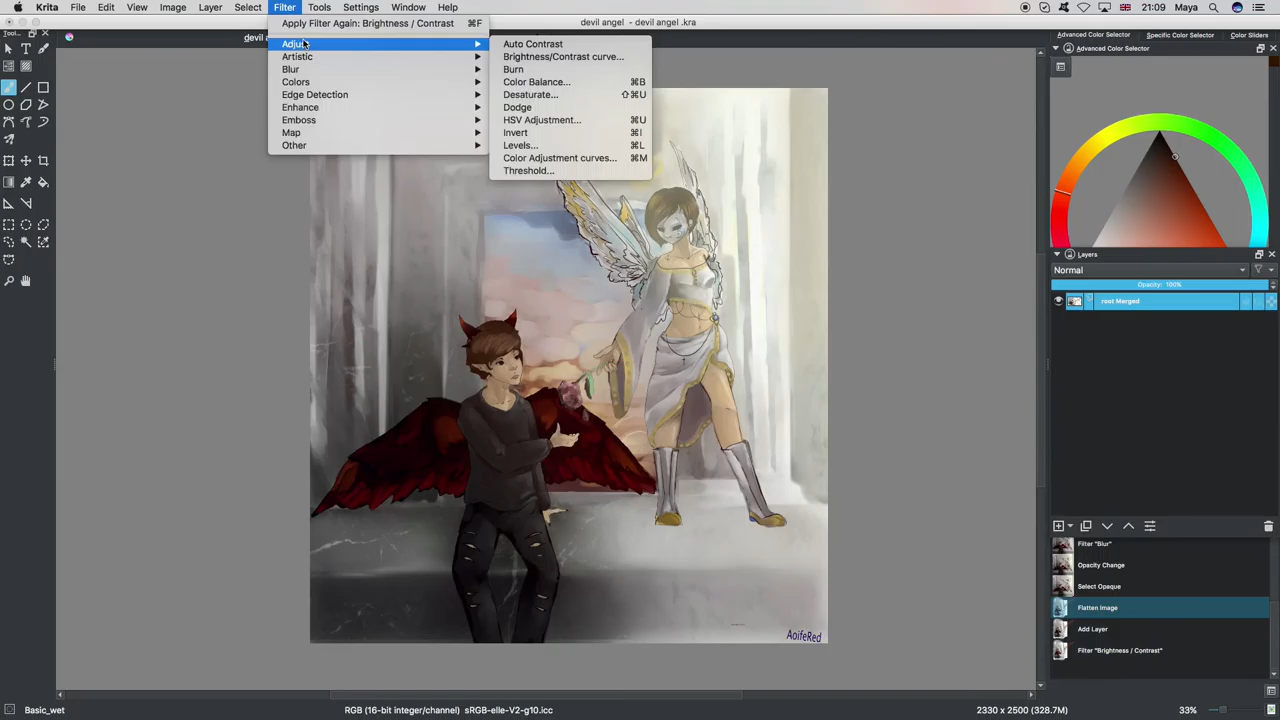 Krita File Edit View Image Layer Select Filter Tools Settings Window Help 21:09 Maya
devil angel - devil angel .kra
Apply Filter Again: Brightness / Contrast ⌘F
Adjust
Artistic
Blur
Colors
Edge Detection
Enhance
Emboss
Map
Other
Auto Contrast
Brightness/Contrast curve...
Burn
Color Balance... ⌘B
Desaturate... ⇧⌘U
Dodge
HSV Adjustment... ⌘U
Invert ⌘I
Levels... ⌘L
Color Adjustment curves... ⌘M
Threshold...
Tool...
devil a
Advanced Color Selector Specific Color Selector Color Sliders
Advanced Color Selector
Layers
Normal
Opacity: 100%
root Merged
Filter "Blur"
Opacity Change
Select Opaque
Flatten Image
Add Layer
Filter "Brightness / Contrast"
AoifeRed
Basic_wet
RGB (16-bit integer/channel) sRGB-elle-V2-g10.icc
2330 x 2500 (328.7M)
33%